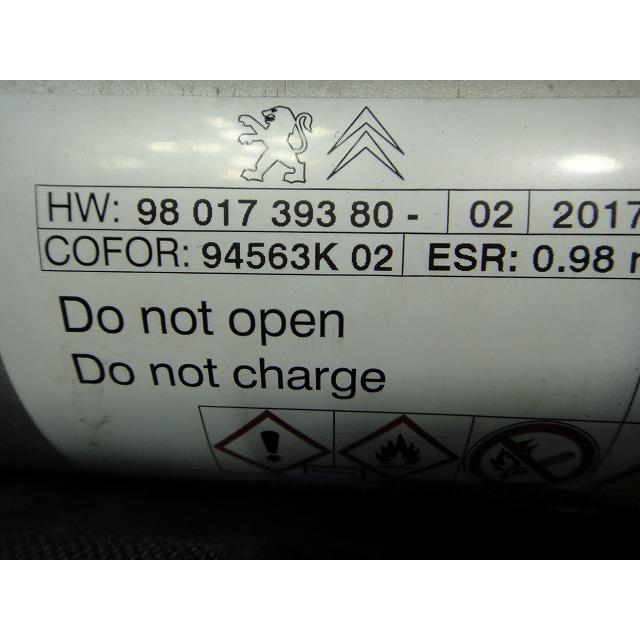 HW: 98 017 393 80 - 02 2017
COFOR: 94563K 02 ESR: 0.98
Do not open
Do not charge